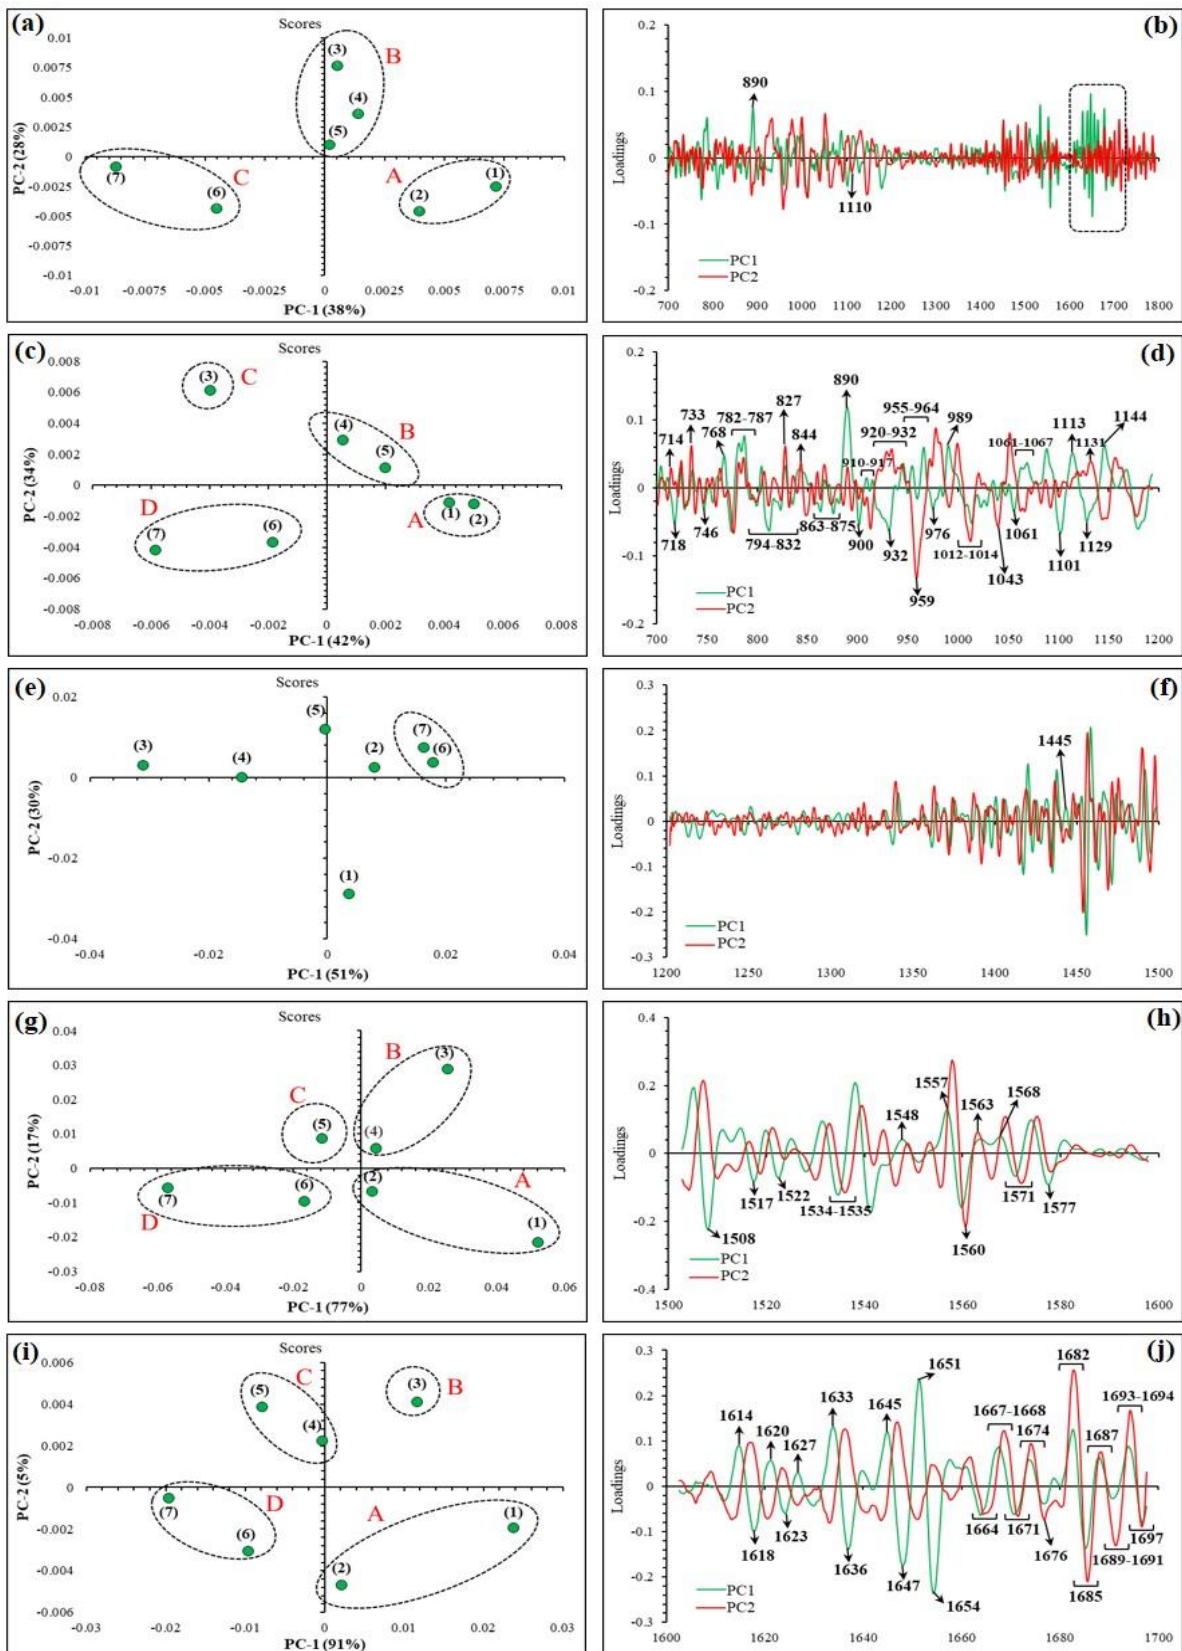 (a)
Scores
0.01
0.0075
0.005
0.0025
0
-0.0025
-0.005
-0.0075
-0.01
PC-2 (28%)
(3)
B
(4)
(5)
(7)
C
(6)
A
(1)
(2)
-0.01 -0.0075 -0.005 -0.0025 0 0.0025 0.005 0.0075 0.01
PC-1 (38%)
(b)
0.2
0.1
0
-0.1
-0.2
Loadings
890
1110
PC1
PC2
700 800 900 1000 1100 1200 1300 1400 1500 1600 1700 1800
(c)
Scores
0.008
0.006
0.004
0.002
0
-0.002
-0.004
-0.006
-0.008
PC-2 (34%)
(3)
C
(4)
B
(5)
D
(7)
(6)
A
(1)
(2)
-0.008 -0.006 -0.004 -0.002 0 0.002 0.004 0.006 0.008
PC-1 (42%)
(d)
0.2
0.1
0
-0.1
-0.2
Loadings
714
733
768
782-787
827
844
890
910-917
920-932
955-964
989
1061-1067
1113
1131
1144
718
746
794-832
863-875
900
932
959
976
1012-1014
1043
1061
1101
1129
PC1
PC2
700 750 800 850 900 950 1000 1050 1100 1150 1200
(e)
Scores
0.02
0
-0.02
-0.04
PC-2 (30%)
(3)
(4)
(5)
(2)
(7)
(6)
(1)
-0.04 -0.02 0 0.02 0.04
PC-1 (51%)
(f)
0.3
0.2
0.1
0
-0.1
-0.2
-0.3
Loadings
1445
PC1
PC2
1200 1250 1300 1350 1400 1450 1500
(g)
Scores
0.04
0.03
0.02
0.01
0
-0.01
-0.02
-0.03
PC-2 (17%)
B
(3)
C
(5)
(4)
(2)
A
(1)
(7)
(6)
D
-0.08 -0.06 -0.04 -0.02 0 0.02 0.04 0.06
PC-1 (77%)
(h)
0.4
0.2
0
-0.2
-0.4
Loadings
1548
1557
1563
1568
1508
1517
1522
1534-1535
1560
1571
1577
PC1
PC2
1500 1520 1540 1560 1580 1600
(i)
Scores
0.006
0.004
0.002
0
-0.002
-0.004
-0.006
PC-2 (5%)
C
(5)
(4)
(3)
B
(7)
D
(6)
A
(1)
(2)
-0.03 -0.02 -0.01 0 0.01 0.02 0.03
PC-1 (91%)
(j)
0.3
0.2
0.1
0
-0.1
-0.2
-0.3
Loadings
1614
1620
1627
1633
1645
1651
1667-1668
1674
1682
1687
1693-1694
1618
1623
1636
1647
1654
1664
1671
1676
1685
1689-1691
1697
PC1
PC2
1600 1620 1640 1660 1680 1700